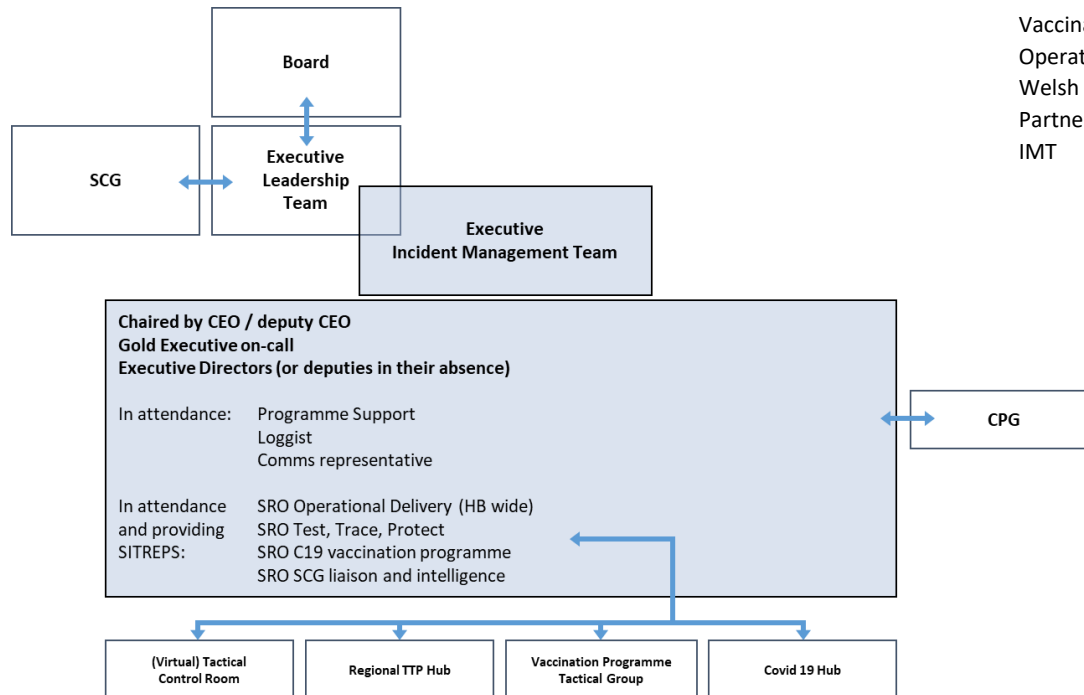 Board
SCG
Executive
Leadership
Team
Executive
Incident Management Team
Chaired by CEO / deputy CEO
Gold Executive on-call
Executive Directors (or deputies in their absence)
In attendance: Programme Support
Loggist
Comms representative
In attendance SRO Operational Delivery (HB wide)
and providing SRO Test, Trace, Protect
SITREPS: SRO C19 vaccination programme
SRO SCG liaison and intelligence
CPG
(Virtual) Tactical
Control Room
Regional TTP Hub
Vaccination Programme
Tactical Group
Covid 19 Hub
Welsh
IMT